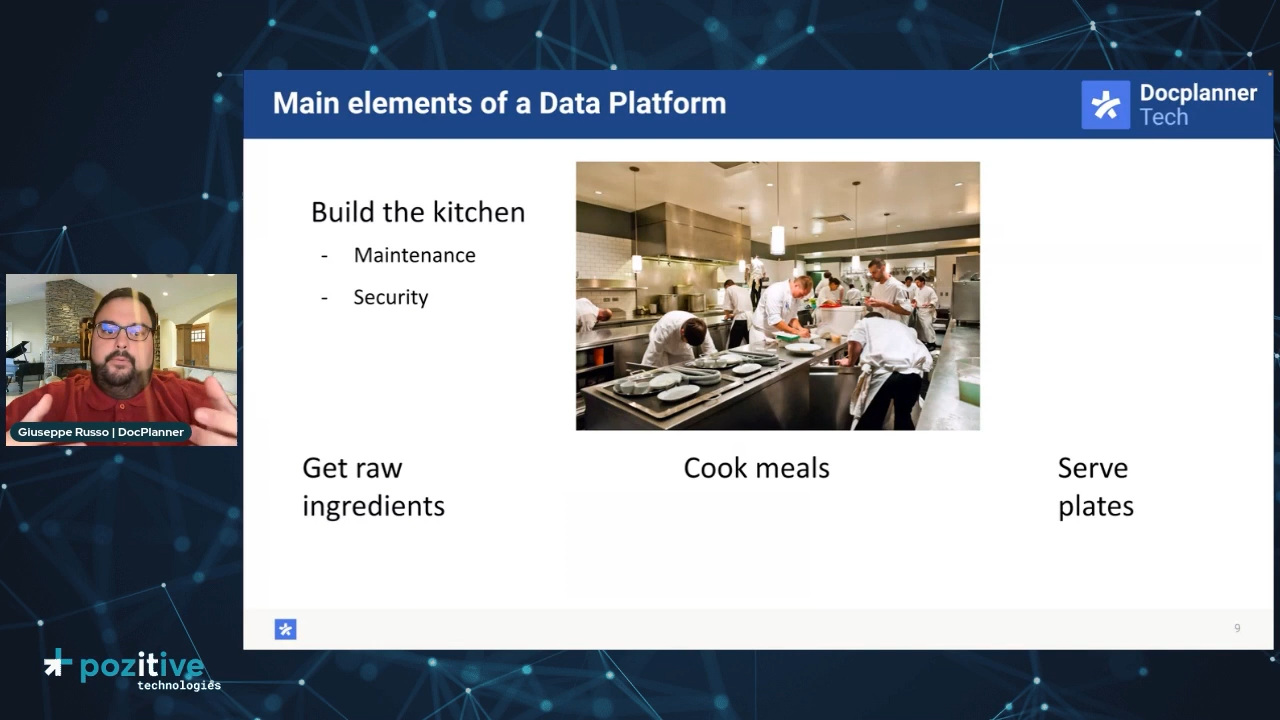 Main elements of a Data Platform
Docplanner
Tech
Build the kitchen
- Maintenance
- Security
Giuseppe Russo | DocPlanner
Get raw
ingredients
Cook meals
Serve
plates
9
pozitive
technologies